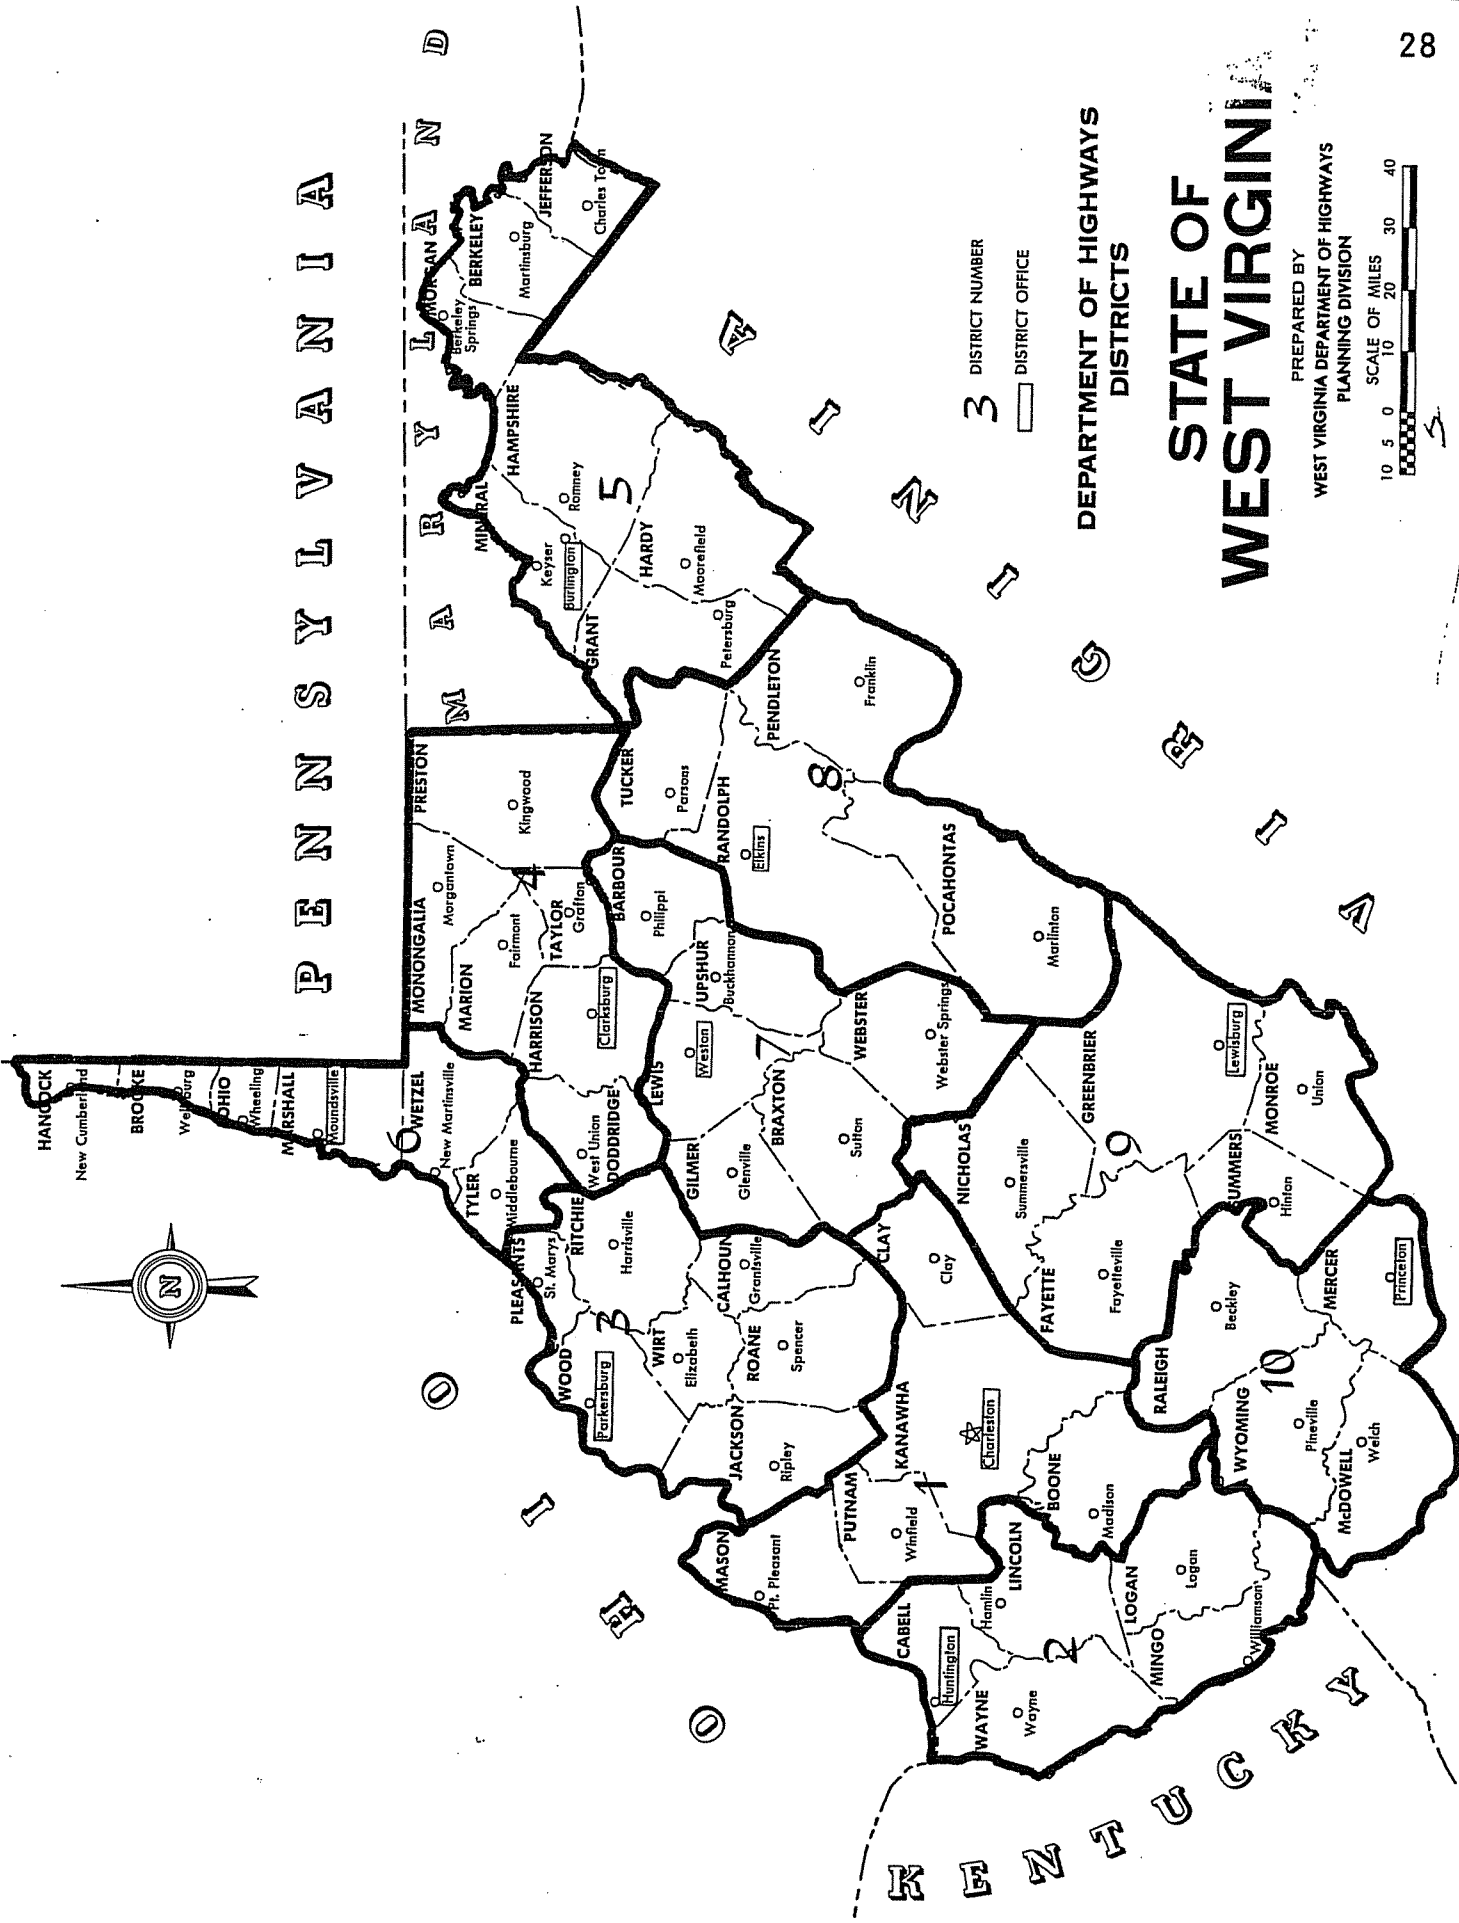 28
PENNSYLVANIA
MARYLAND
OHIO
KENTUCKY
VIRGINIA
N
HANCOCK
New Cumberland
BROOKE
Wellsburg
OHIO
Wheeling
MARSHALL
Moundsville
6
WETZEL
New Martinsville
TYLER
Middlebourne
MONONGALIA
Morgantown
PRESTON
Kingwood
MARION
Fairmont
4
TAYLOR
Grafton
HARRISON
Clarksburg
DODDRIDGE
West Union
PLEASANTS
St. Marys
RITCHIE
Harrisville
WOOD
Parkersburg
3
WIRT
Elizabeth
CALHOUN
Grantsville
ROANE
Spencer
JACKSON
Ripley
BARBOUR
Philippi
UPSHUR
Buckhannon
LEWIS
Weston
7
GILMER
Glenville
BRAXTON
Sutton
WEBSTER
Webster Springs
TUCKER
Parsons
RANDOLPH
Elkins
8
PENDLETON
Franklin
POCAHONTAS
Marlinton
GRANT
Petersburg
MINERAL
Keyser
Burlington
HAMPSHIRE
Romney
5
HARDY
Moorefield
MORGAN
Berkeley
Springs
BERKELEY
Martinsburg
JEFFERSON
Charles Town
MASON
Pt. Pleasant
PUTNAM
Winfield
1
KANAWHA
Charleston
CLAY
Clay
BOONE
Madison
CABELL
Huntington
LINCOLN
Hamlin
2
WAYNE
Wayne
MINGO
Williamson
LOGAN
Logan
NICHOLAS
Summersville
FAYETTE
Fayetteville
9
GREENBRIER
Lewisburg
SUMMERS
Hinton
MONROE
Union
RALEIGH
Beckley
10
WYOMING
Pineville
McDOWELL
Welch
MERCER
Princeton
3 DISTRICT NUMBER
DISTRICT OFFICE
DEPARTMENT OF HIGHWAYS
DISTRICTS
STATE OF
WEST VIRGINIA
PREPARED BY
WEST VIRGINIA DEPARTMENT OF HIGHWAYS
PLANNING DIVISION
SCALE OF MILES
10 5 0 10 20 30 40